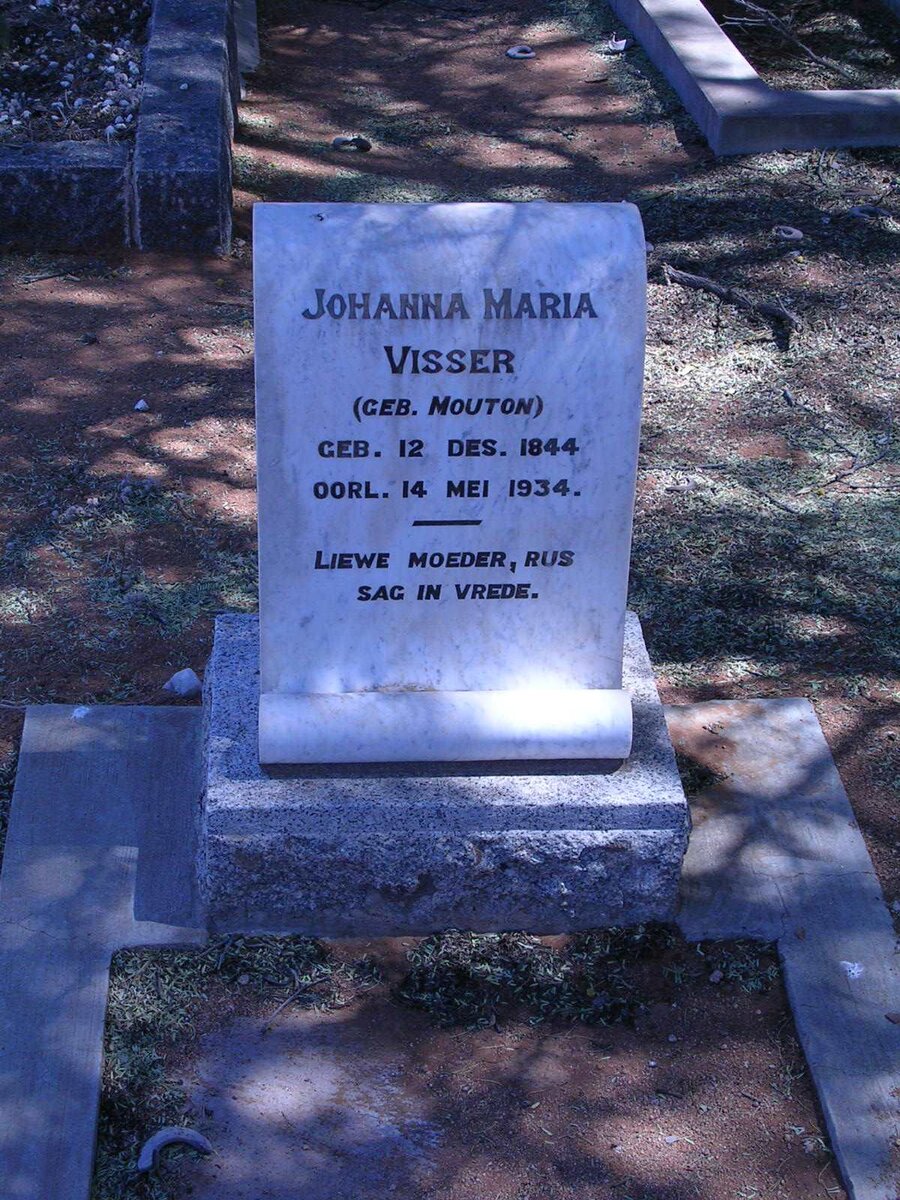 JOHANNA MARIA
VISSER
(GEB. MOUTON)
GEB. 12 DES. 1844
OORL. 14 MEI 1934.
LIEWE MOEDER, RUS
SAG IN VREDE.